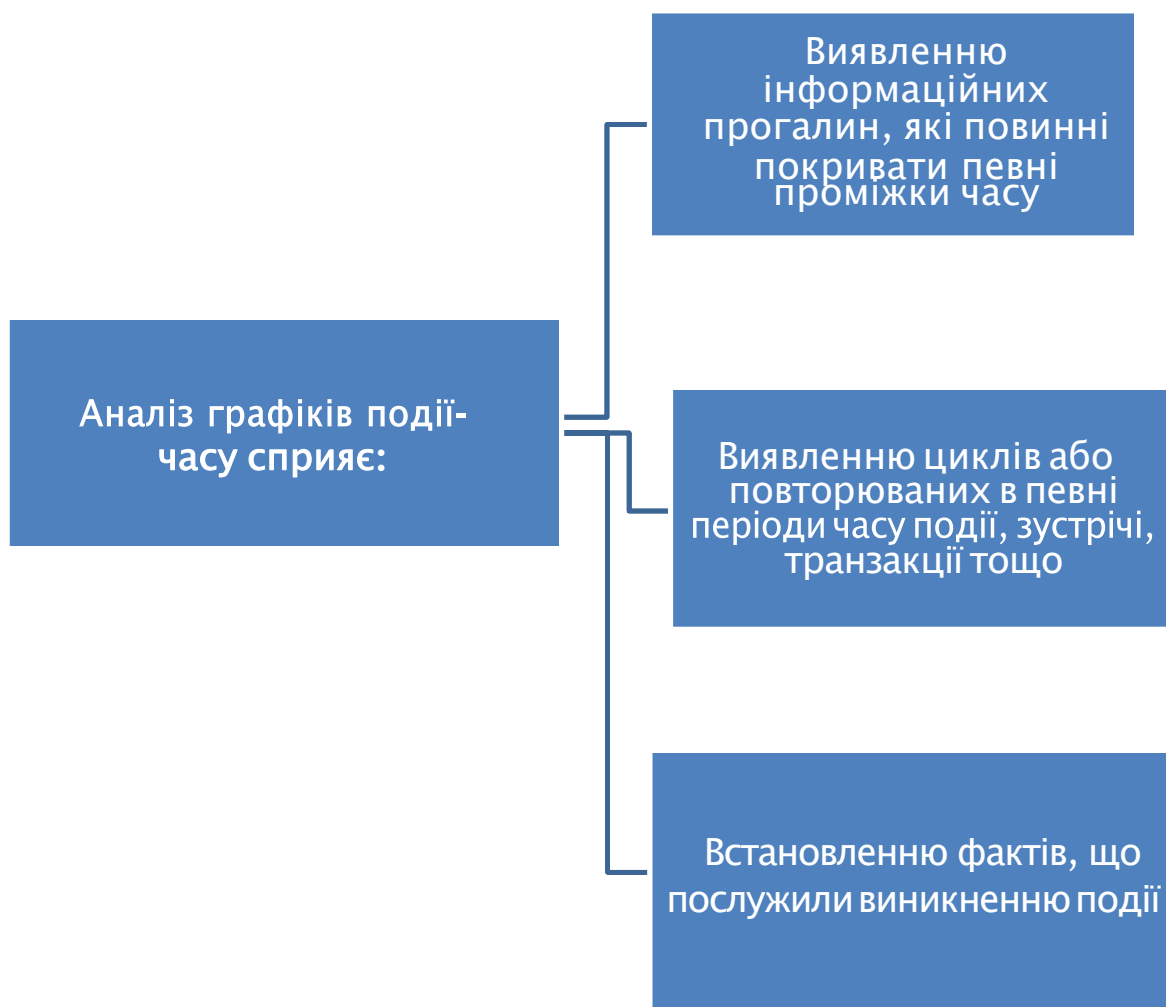 Виявленню
інформаційних
прогалин, які повинні
покривати певні
проміжки часу
Аналіз графіків події-
часу сприяє:
Виявленню циклів або
повторюваних в певні
періоди часу події, зустрічі,
транзакції тощо
Встановленню фактів, що
послужили виникненню події